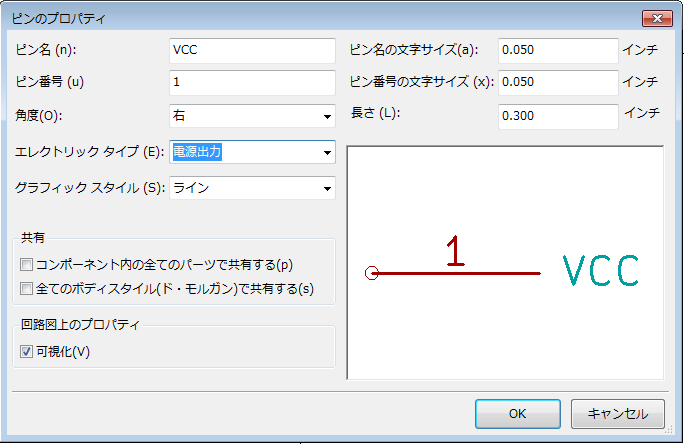 ピンのプロパティ
ピン名 (n): VCC ピン名の文字サイズ(a): 0.050 インチ
ピン番号 (u) 1 ピン番号の文字サイズ (x): 0.050 インチ
角度(O): 右 長さ (L): 0.300 インチ
エレクトリック タイプ (E): 電源出力
グラフィック スタイル (S): ライン
共有
コンポーネント内の全てのパーツで共有する(p)
全てのボディスタイル(ド・モルガン)で共有する(s)
回路図上のプロパティ
可視化(V)
1 VCC
OK キャンセル